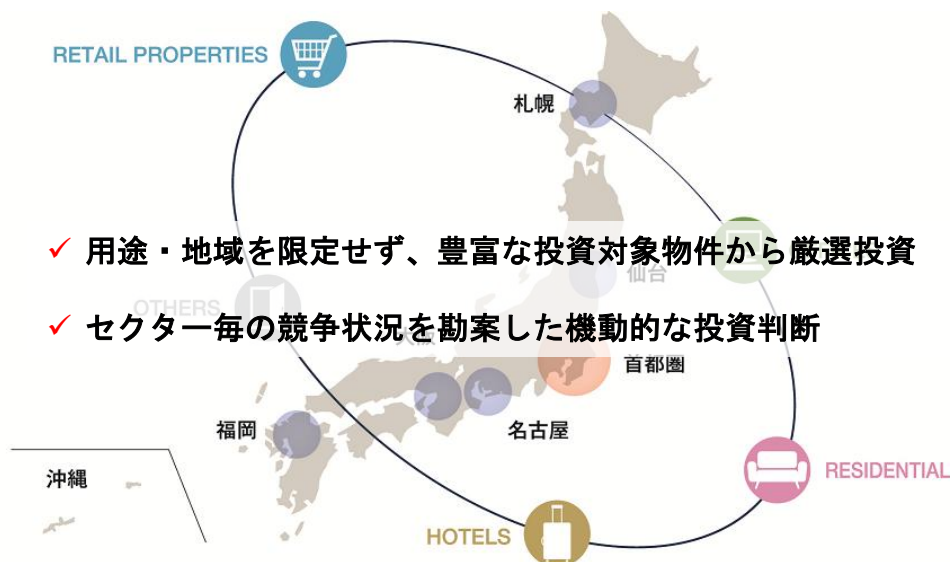 RETAIL PROPERTIES
札幌
✓ 用途・地域を限定せず、豊富な投資対象物件から厳選投資
仙台
OTHERS
✓ セクター毎の競争状況を勘案した機動的な投資判断
大阪
首都圏
福岡
名古屋
沖縄
RESIDENTIAL
HOTELS